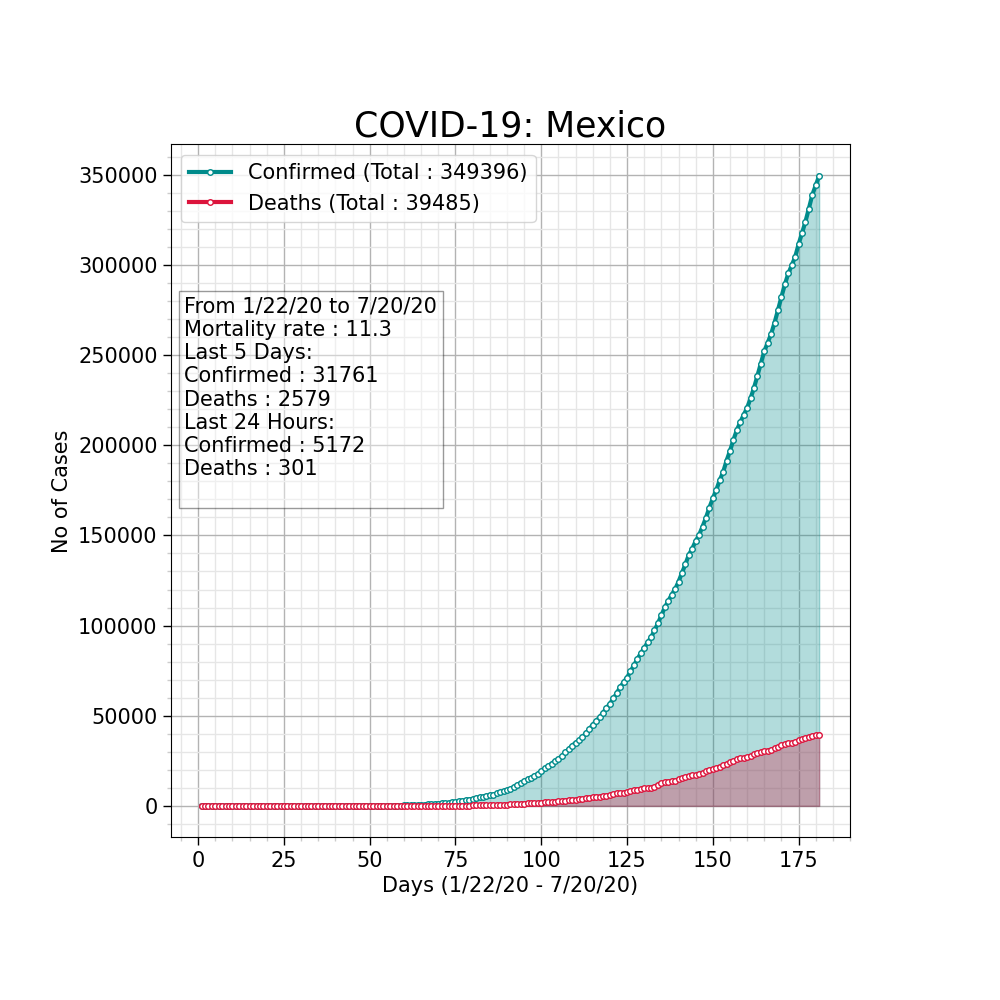 COVID-19: Mexico
Confirmed (Total : 349396)
Deaths (Total : 39485)
From 1/22/20 to 7/20/20
Mortality rate : 11.3
Last 5 Days:
Confirmed : 31761
Deaths : 2579
Last 24 Hours:
Confirmed : 5172
Deaths : 301
No of Cases
350000
300000
250000
200000
150000
100000
50000
0
0 25 50 75 100 125 150 175
Days (1/22/20 - 7/20/20)